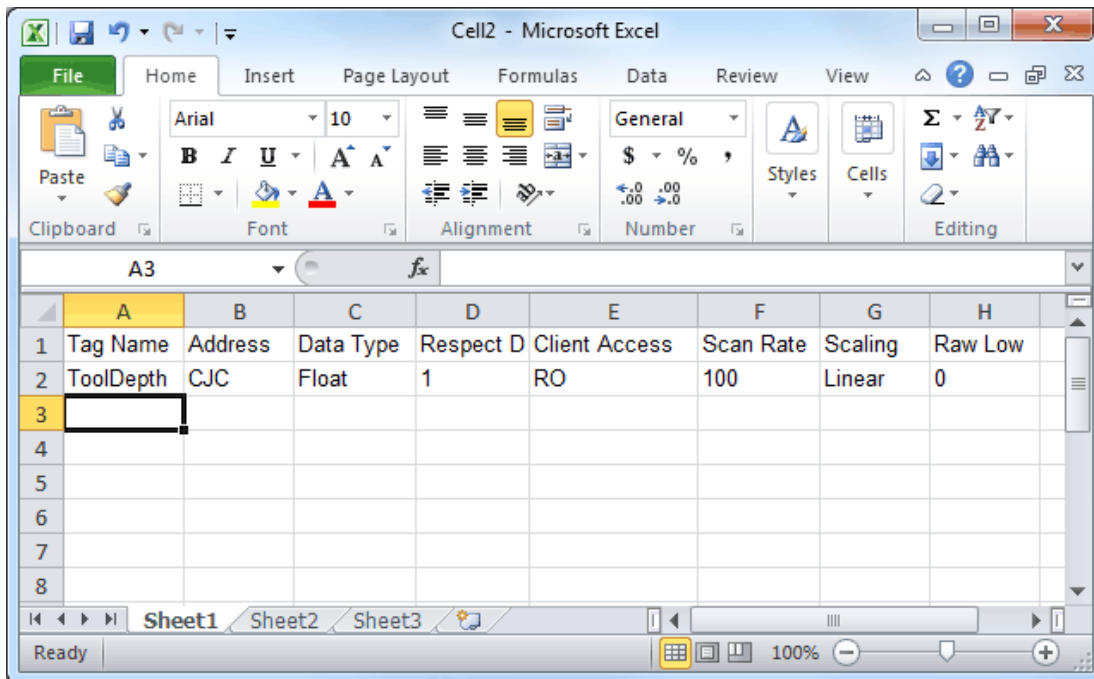 Cell2 - Microsoft Excel
File Home Insert Page Layout Formulas Data Review View
Arial 10 General
B I U A A $ % ,
Paste Styles Cells
Clipboard Font Alignment Number Editing
A3 fx
A B C D E F G H
1 Tag Name Address Data Type Respect D Client Access Scan Rate Scaling Raw Low
2 ToolDepth CJC Float 1 RO 100 Linear 0
3
4
5
6
7
8
Sheet1 Sheet2 Sheet3
Ready 100%